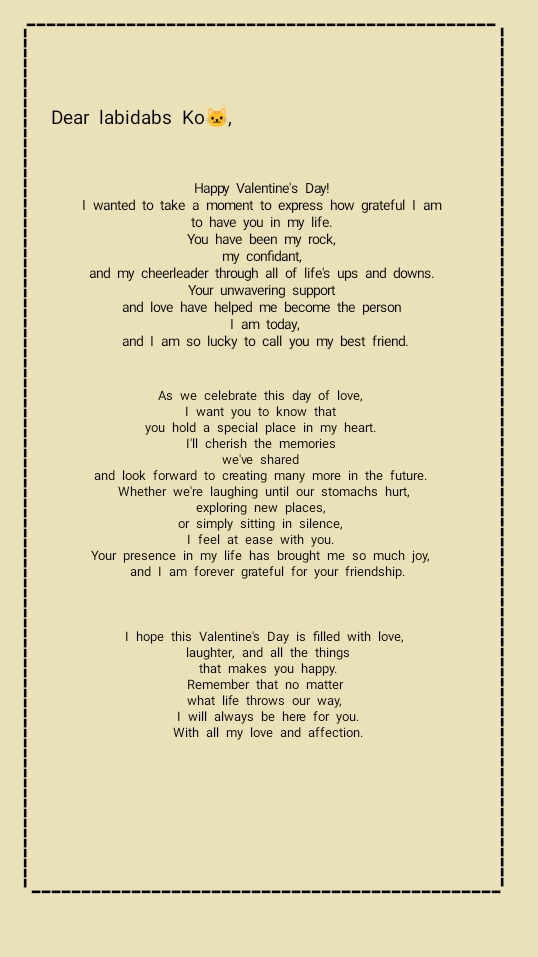 Dear labidabs Ko🐱,
Happy Valentine's Day!
I wanted to take a moment to express how grateful I am
to have you in my life.
You have been my rock,
my confidant,
and my cheerleader through all of life's ups and downs.
Your unwavering support
and love have helped me become the person
I am today,
and I am so lucky to call you my best friend.
As we celebrate this day of love,
I want you to know that
you hold a special place in my heart.
I'll cherish the memories
we've shared
and look forward to creating many more in the future.
Whether we're laughing until our stomachs hurt,
exploring new places,
or simply sitting in silence,
I feel at ease with you.
Your presence in my life has brought me so much joy,
and I am forever grateful for your friendship.
I hope this Valentine's Day is filled with love,
laughter, and all the things
that makes you happy.
Remember that no matter
what life throws our way,
I will always be here for you.
With all my love and affection.